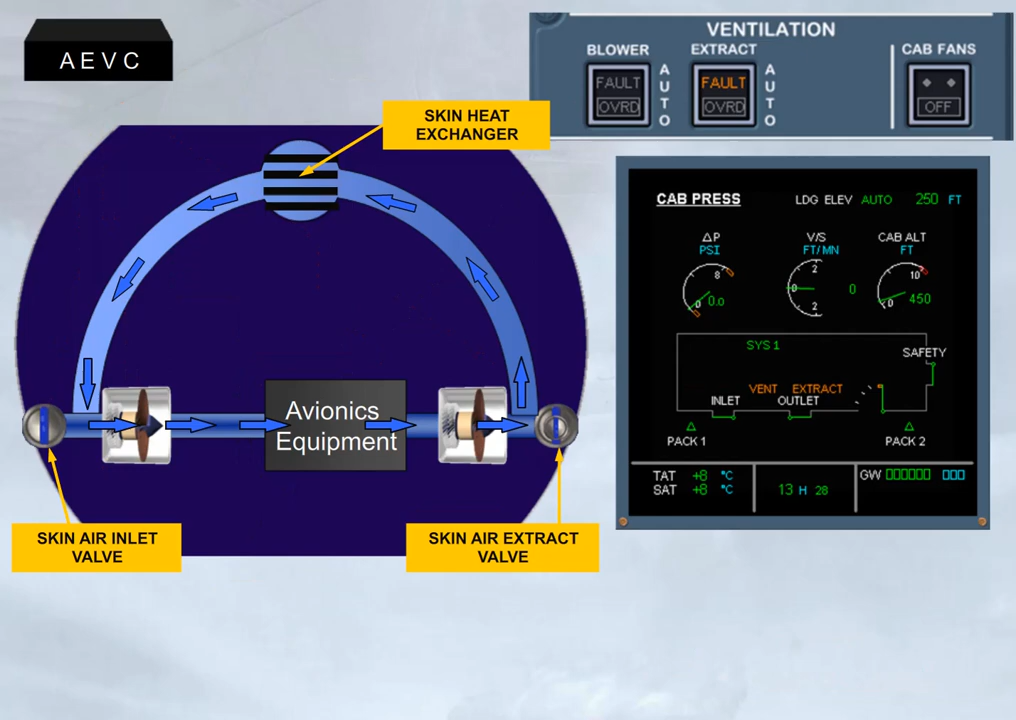 AEVC
VENTILATION
BLOWER
EXTRACT
CAB FANS
FAULT
OVRD
AUTO
FAULT
OVRD
AUTO
OFF
SKIN HEAT
EXCHANGER
CAB PRESS
LDG ELEV AUTO 250 FT
ΔP
PSI
V/S
FT/MN
CAB ALT
FT
8
0
0.0
2
0
2
0
10
0
450
SYS 1
SAFETY
VENT EXTRACT
INLET
OUTLET
PACK 1
PACK 2
TAT +8 °C
SAT +8 °C
13 H 28
GW
Avionics
Equipment
SKIN AIR INLET
VALVE
SKIN AIR EXTRACT
VALVE